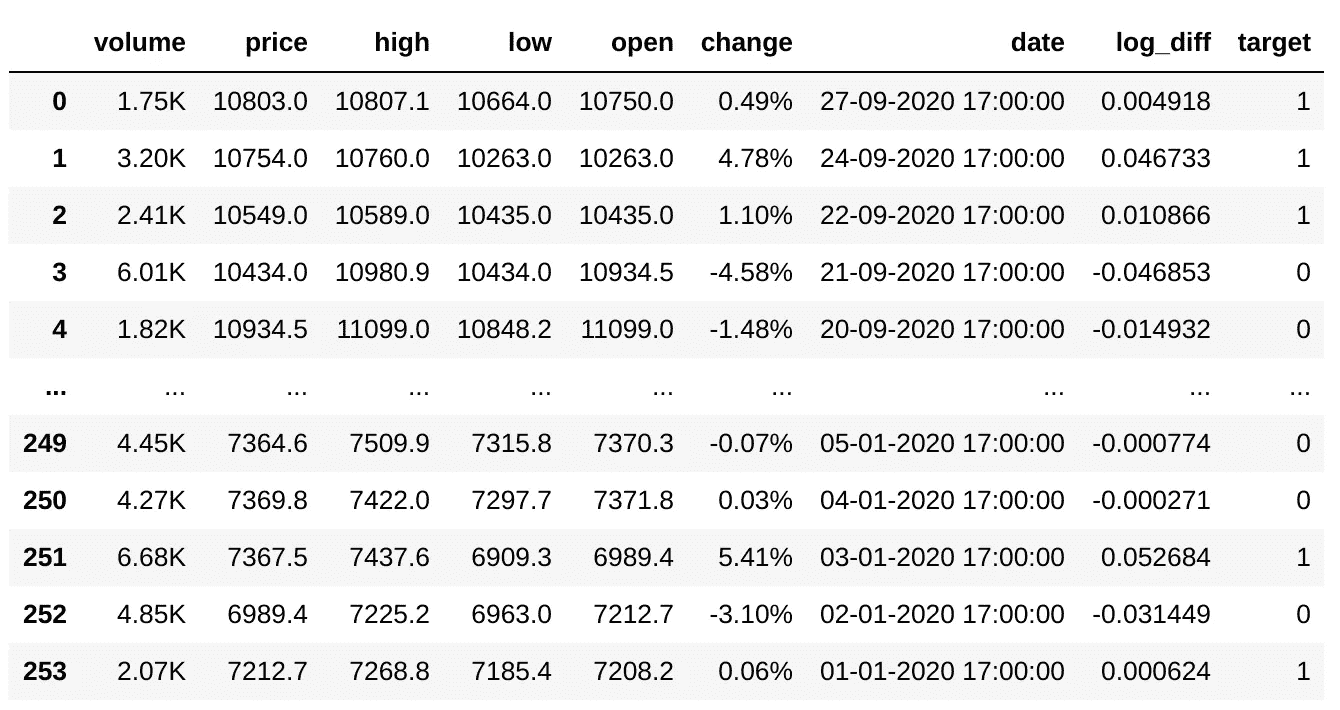 volume price high low open change date log_diff target
0 1.75K 10803.0 10807.1 10664.0 10750.0 0.49% 27-09-2020 17:00:00 0.004918 1
1 3.20K 10754.0 10760.0 10263.0 10263.0 4.78% 24-09-2020 17:00:00 0.046733 1
2 2.41K 10549.0 10589.0 10435.0 10435.0 1.10% 22-09-2020 17:00:00 0.010866 1
3 6.01K 10434.0 10980.9 10434.0 10934.5 -4.58% 21-09-2020 17:00:00 -0.046853 0
4 1.82K 10934.5 11099.0 10848.2 11099.0 -1.48% 20-09-2020 17:00:00 -0.014932 0
... ... ... ... ... ... ... ... ... ...
249 4.45K 7364.6 7509.9 7315.8 7370.3 -0.07% 05-01-2020 17:00:00 -0.000774 0
250 4.27K 7369.8 7422.0 7297.7 7371.8 0.03% 04-01-2020 17:00:00 -0.000271 0
251 6.68K 7367.5 7437.6 6909.3 6989.4 5.41% 03-01-2020 17:00:00 0.052684 1
252 4.85K 6989.4 7225.2 6963.0 7212.7 -3.10% 02-01-2020 17:00:00 -0.031449 0
253 2.07K 7212.7 7268.8 7185.4 7208.2 0.06% 01-01-2020 17:00:00 0.000624 1